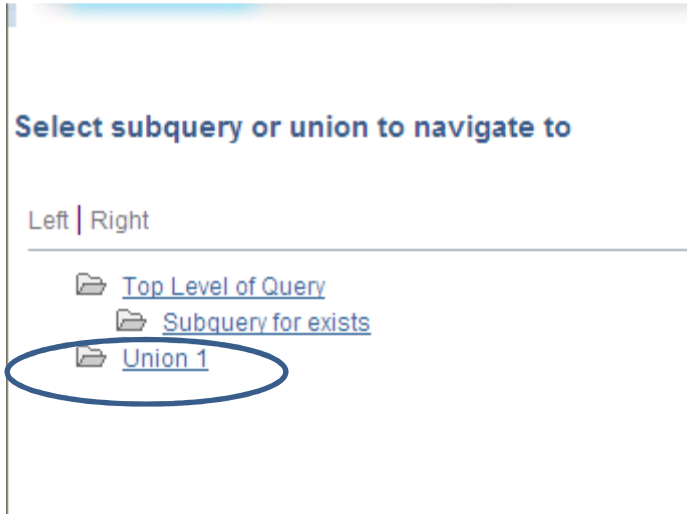 Select subquery or union to navigate to
Left | Right
Top Level of Query
Subquery for exists
Union 1